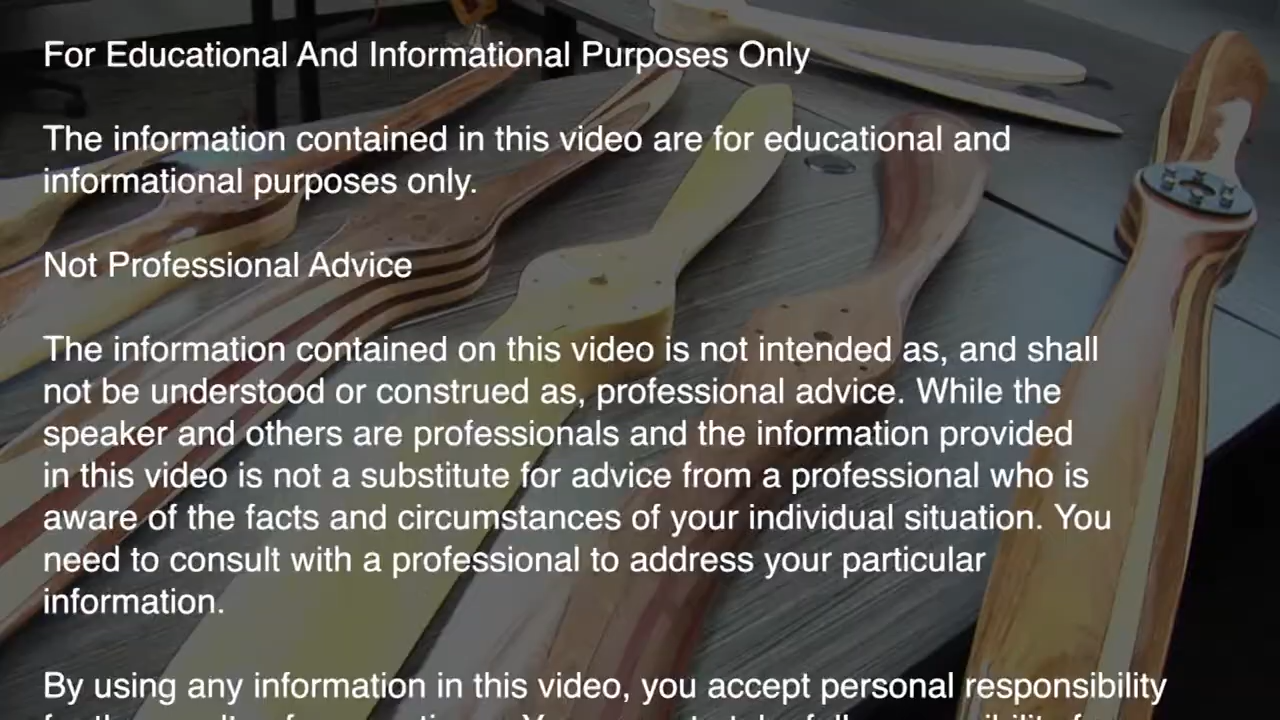 For Educational And Informational Purposes Only
The information contained in this video are for educational and
informational purposes only.
Not Professional Advice
The information contained on this video is not intended as, and shall
not be understood or construed as, professional advice. While the
speaker and others are professionals and the information provided
in this video is not a substitute for advice from a professional who is
aware of the facts and circumstances of your individual situation. You
need to consult with a professional to address your particular
information.
By using any information in this video, you accept personal responsibility